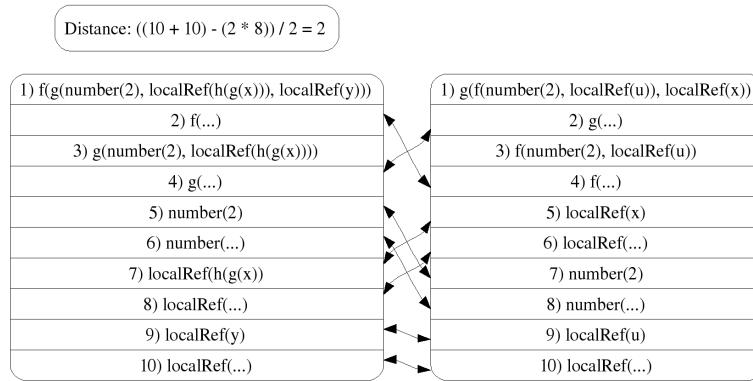 Distance: ((10 + 10) - (2 * 8)) / 2 = 2
1) f(g(number(2), localRef(h(g(x))), localRef(y)))
2) f(...)
3) g(number(2), localRef(h(g(x))))
4) g(...)
5) number(2)
6) number(...)
7) localRef(h(g(x))
8) localRef(...)
9) localRef(y)
10) localRef(...)
1) g(f(number(2), localRef(u)), localRef(x))
2) g(...)
3) f(number(2), localRef(u))
4) f(...)
5) localRef(x)
6) localRef(...)
7) number(2)
8) number(...)
9) localRef(u)
10) localRef(...)